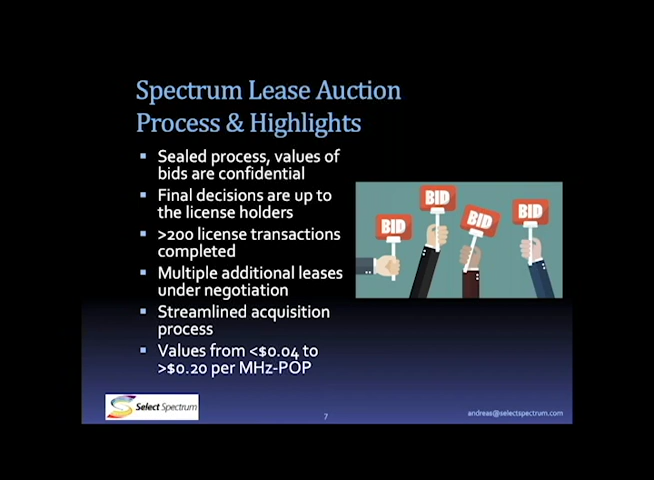 Spectrum Lease Auction
Process & Highlights
Sealed process, values of
bids are confidential
Final decisions are up to
the license holders
>200 license transactions
completed
Multiple additional leases
under negotiation
Streamlined acquisition
process
Values from <$0.04 to
>$0.20 per MHz-POP
BID
BID
BID
BID
Select Spectrum
7
andreas@selectspectrum.com